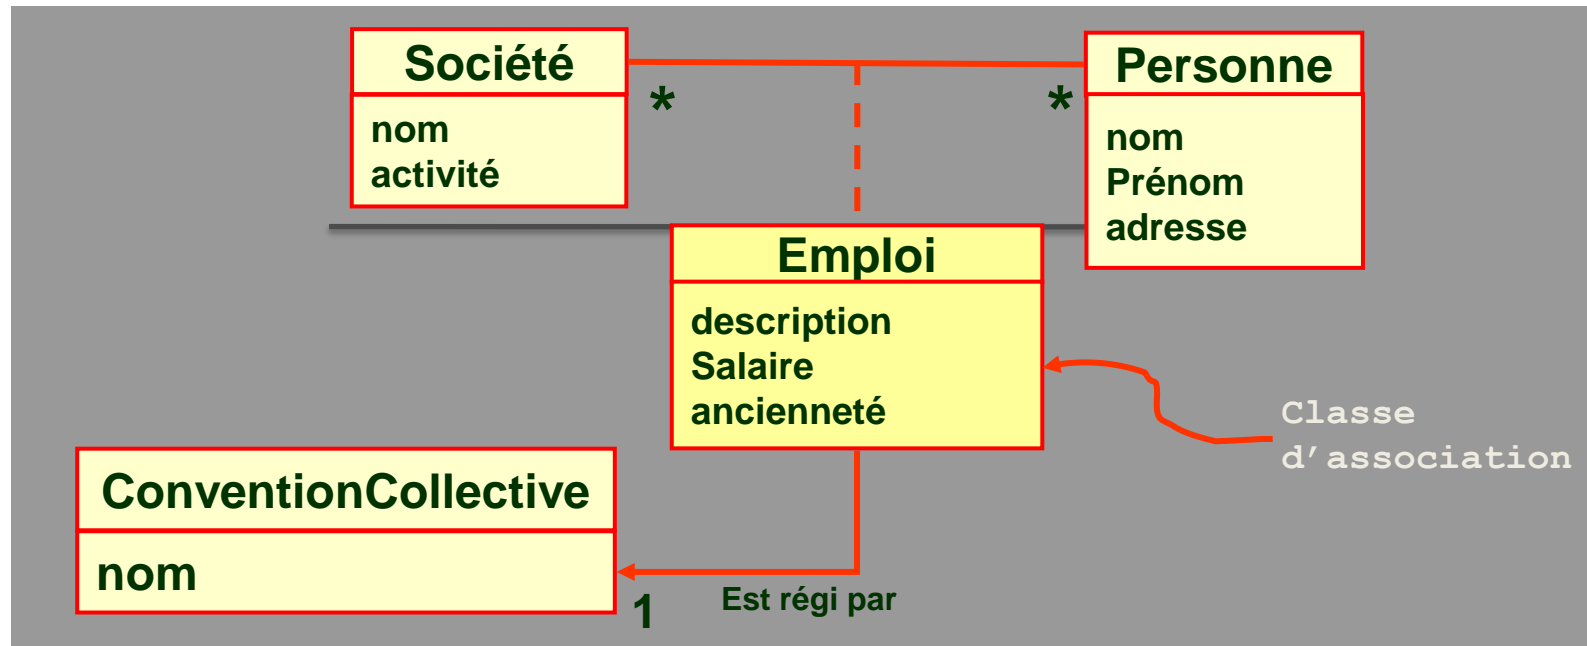 Société
nom
activité
*
*
Personne
nom
Prénom
adresse
Emploi
description
Salaire
ancienneté
Classe
d’association
ConventionCollective
nom
1
Est régi par